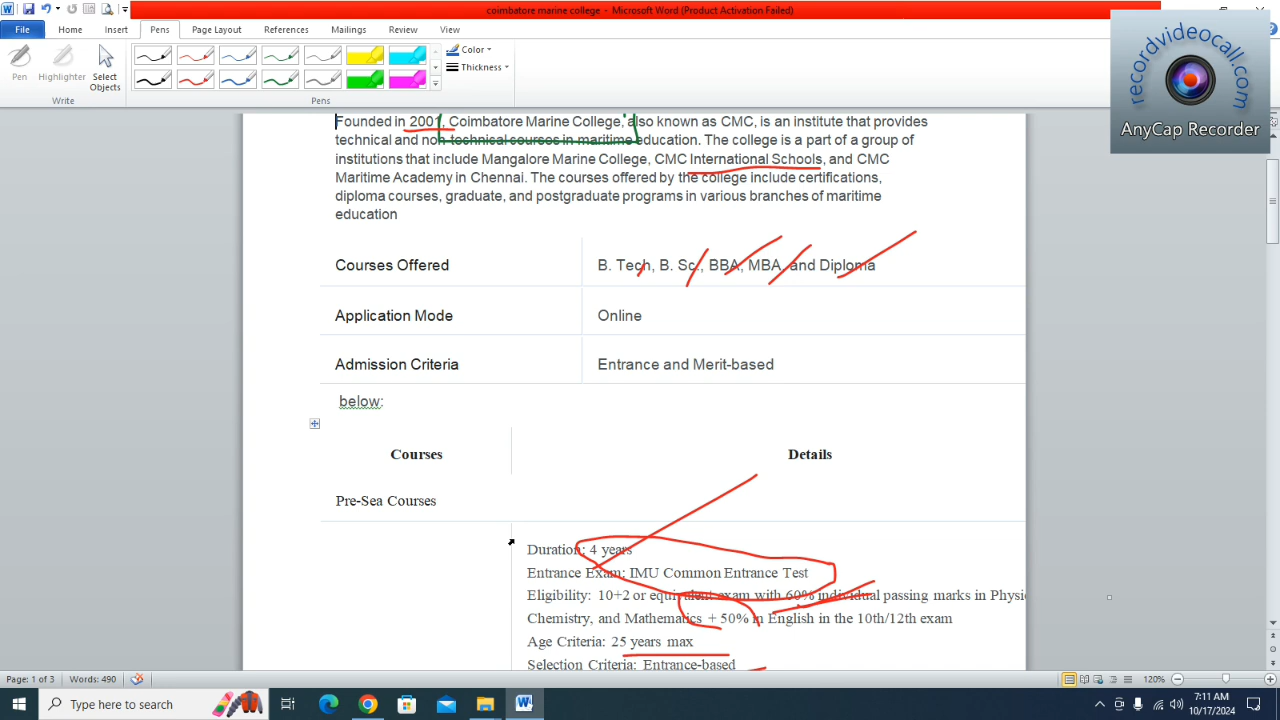 coimbatore marine college - Microsoft Word (Product Activation Failed)
File Home Insert Pens Page Layout References Mailings Review View
Pen Highlighter Select Objects
Color
Thickness
Write Pens
recordvideocall.com
AnyCap Recorder
Founded in 2001, Coimbatore Marine College, also known as CMC, is an institute that provides
technical and non-technical courses in maritime education. The college is a part of a group of
institutions that include Mangalore Marine College, CMC International Schools, and CMC
Maritime Academy in Chennai. The courses offered by the college include certifications,
diploma courses, graduate, and postgraduate programs in various branches of maritime
education
Courses Offered B. Tech, B. Sc., BBA, MBA, and Diploma
Application Mode Online
Admission Criteria Entrance and Merit-based
below:
Courses Details
Pre-Sea Courses
Duration: 4 years
Entrance Exam: IMU Common Entrance Test
Eligibility: 10+2 or equivalent exam with 60% individual passing marks in Physi
Chemistry, and Mathematics + 50% in English in the 10th/12th exam
Age Criteria: 25 years max
Selection Criteria: Entrance-based
Page: 1 of 3 Words: 490 120%
Type here to search
7:11 AM
10/17/2024